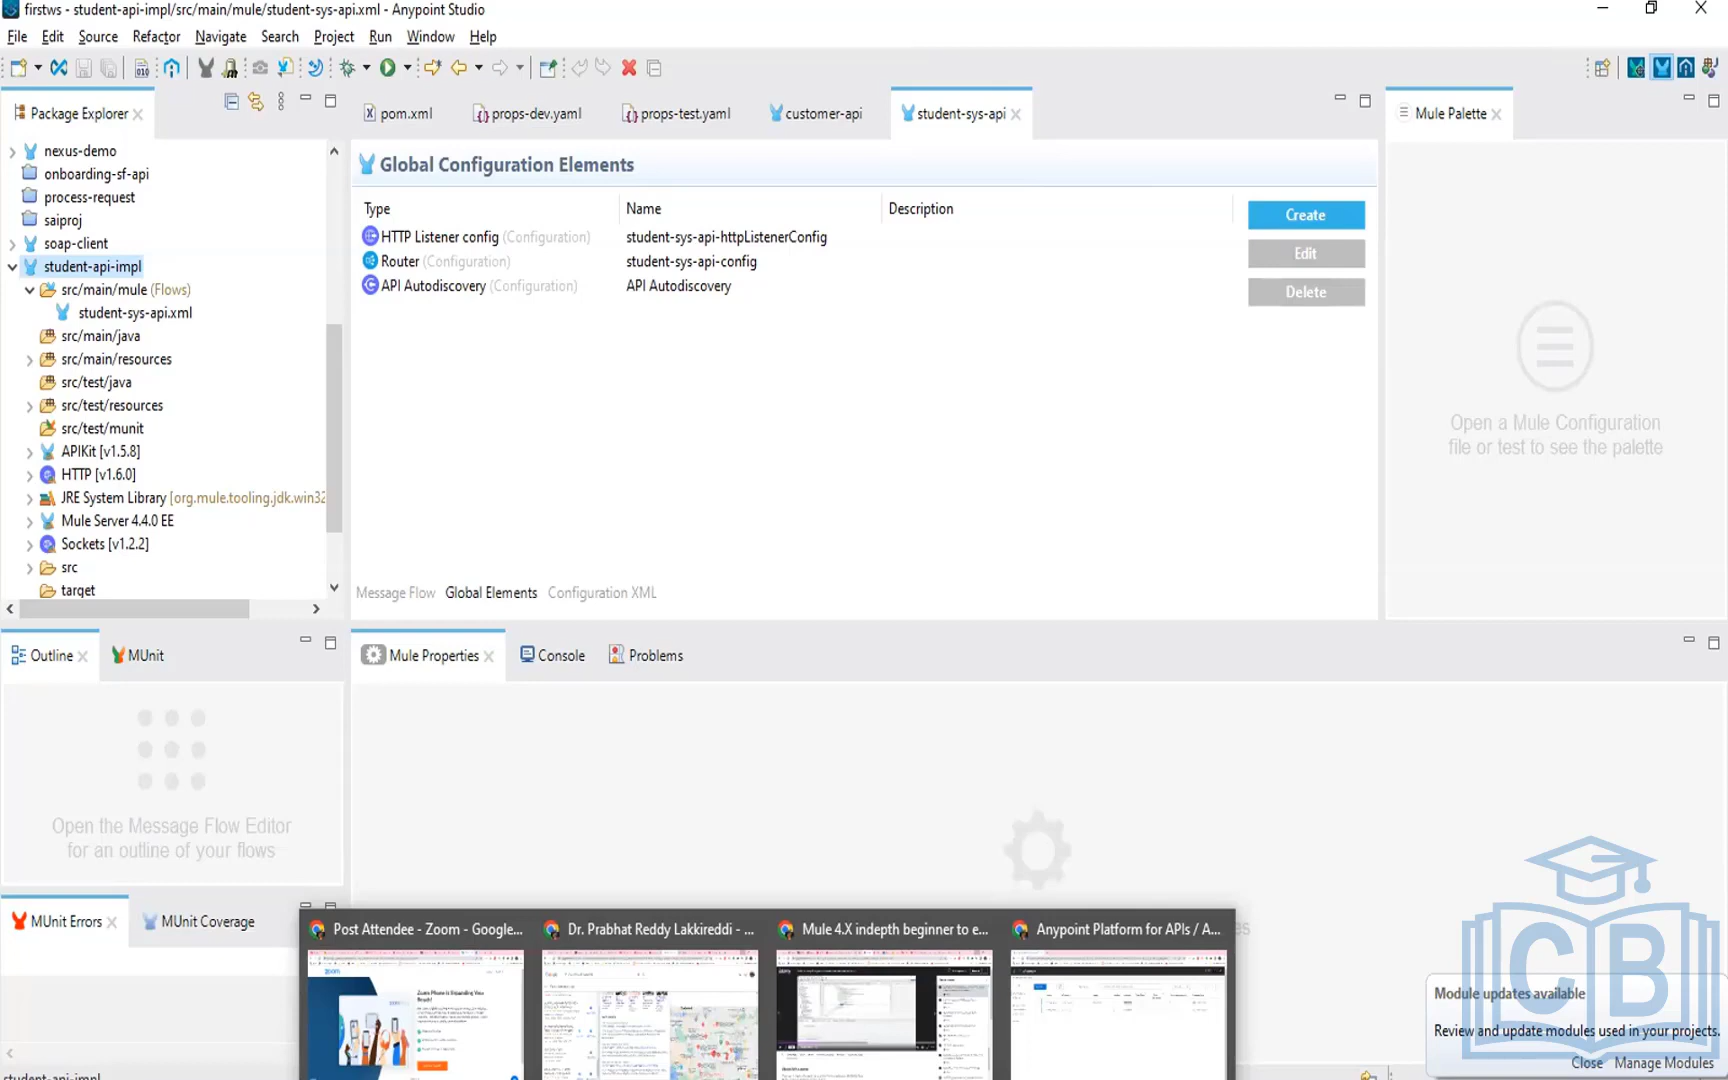 firstws - student-api-impl/src/main/mule/student-sys-api.xml - Anypoint Studio
File Edit Source Refactor Navigate Search Project Run Window Help
Package Explorer
pom.xml
props-dev.yaml
props-test.yaml
customer-api
student-sys-api
Mule Palette
nexus-demo
onboarding-sf-api
process-request
saiproj
soap-client
student-api-impl
src/main/mule (Flows)
student-sys-api.xml
src/main/java
src/main/resources
src/test/java
src/test/resources
src/test/munit
APIKit [v1.5.8]
HTTP [v1.6.0]
JRE System Library [org.mule.tooling.jdk.win32
Mule Server 4.4.0 EE
Sockets [v1.2.2]
src
target
Global Configuration Elements
Type Name Description
HTTP Listener config (Configuration) student-sys-api-httpListenerConfig
Router (Configuration) student-sys-api-config
API Autodiscovery (Configuration) API Autodiscovery
Create
Edit
Delete
Message Flow Global Elements Configuration XML
Open a Mule Configuration
file or test to see the palette
Outline
MUnit
Open the Message Flow Editor
for an outline of your flows
Mule Properties
Console
Problems
MUnit Errors
MUnit Coverage
student-api-impl
Post Attendee - Zoom - Google...
Dr. Prabhat Reddy Lakkireddi - ...
Mule 4.X indepth beginner to e...
Anypoint Platform for APIs / A...
zoom
Module updates available
Review and update modules used in your projects.
Close Manage Modules
CB